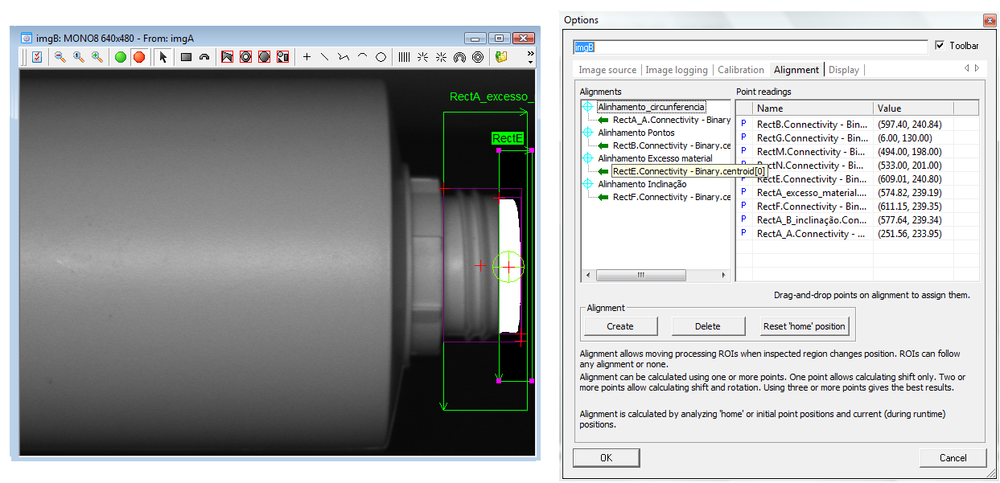 imgB: MONO8 640x480 - From: imgA
RectA_excesso_
RectE
Options
imgB
Toolbar
Image source
Image logging
Calibration
Alignment
Display
Alignments
Alinhamento_circunferencia
RectA_A.Connectivity - Binary
Alinhamento Pontos
RectB.Connectivity - Binary.ce
Alinhamento Excesso material
RectE.Connectivity - Binary.centroid[0]
Alinhamento Inclinação
RectF.Connectivity - Binary.ce
Point readings
Name Value
P RectB.Connectivity - Bin... (597.40, 240.84)
P RectG.Connectivity - Bin... (6.00, 130.00)
P RectM.Connectivity - Bin... (494.00, 198.00)
RectN.Connectivity - Bin... (533.00, 201.00)
RectE.Connectivity - Bin... (609.01, 240.80)
P RectA_excesso_material.... (574.82, 239.19)
P RectF.Connectivity - Bin... (611.15, 239.35)
P RectA_B_inclinação.Con... (577.64, 239.34)
P RectA_A.Connectivity - ... (251.56, 233.95)
Drag-and-drop points on alignment to assign them.
Alignment
Create
Delete
Reset 'home' position
Alignment allows moving processing ROIs when inspected region changes position. ROIs can follow
any alignment or none.
Alignment can be calculated using one or more points. One point allows calculating shift only. Two or
more points allow calculating shift and rotation. Using three or more points gives the best results.
Alignment is calculated by analyzing 'home' or initial point positions and current (during runtime)
positions.
OK
Cancel